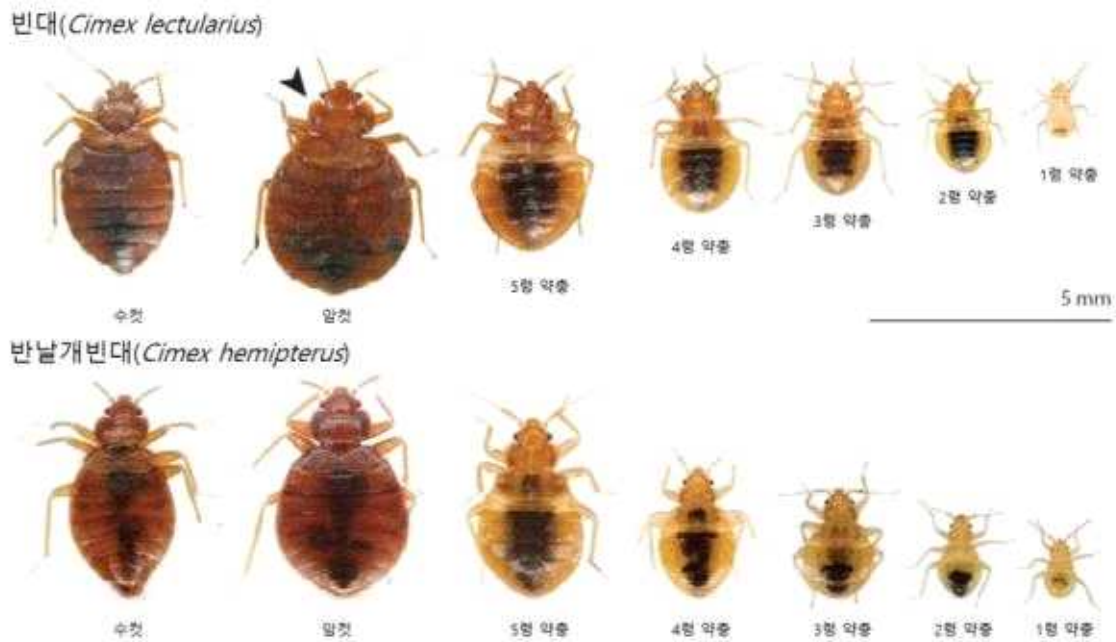 빈대(Cimex lectularius)
수컷
암컷
5령 약충
4령 약충
3령 약충
2령 약충
1령 약충
5 mm
반날개빈대(Cimex hemipterus)
수컷
암컷
5령 약충
4령 약충
3령 약충
2령 약충
1령 약충